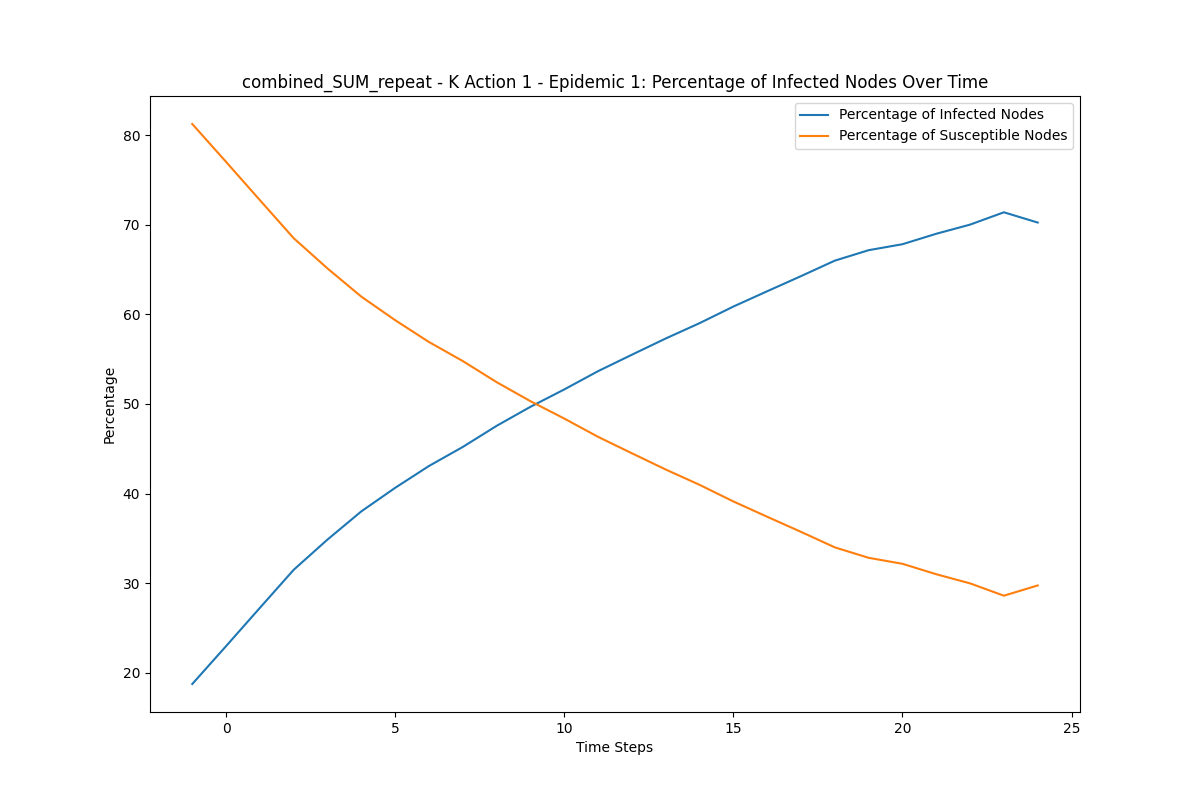 combined_SUM_repeat - K Action 1 - Epidemic 1: Percentage of Infected Nodes Over Time
Percentage of Infected Nodes
Percentage of Susceptible Nodes
80
70
60
50
40
30
20
Percentage
0 5 10 15 20 25
Time Steps